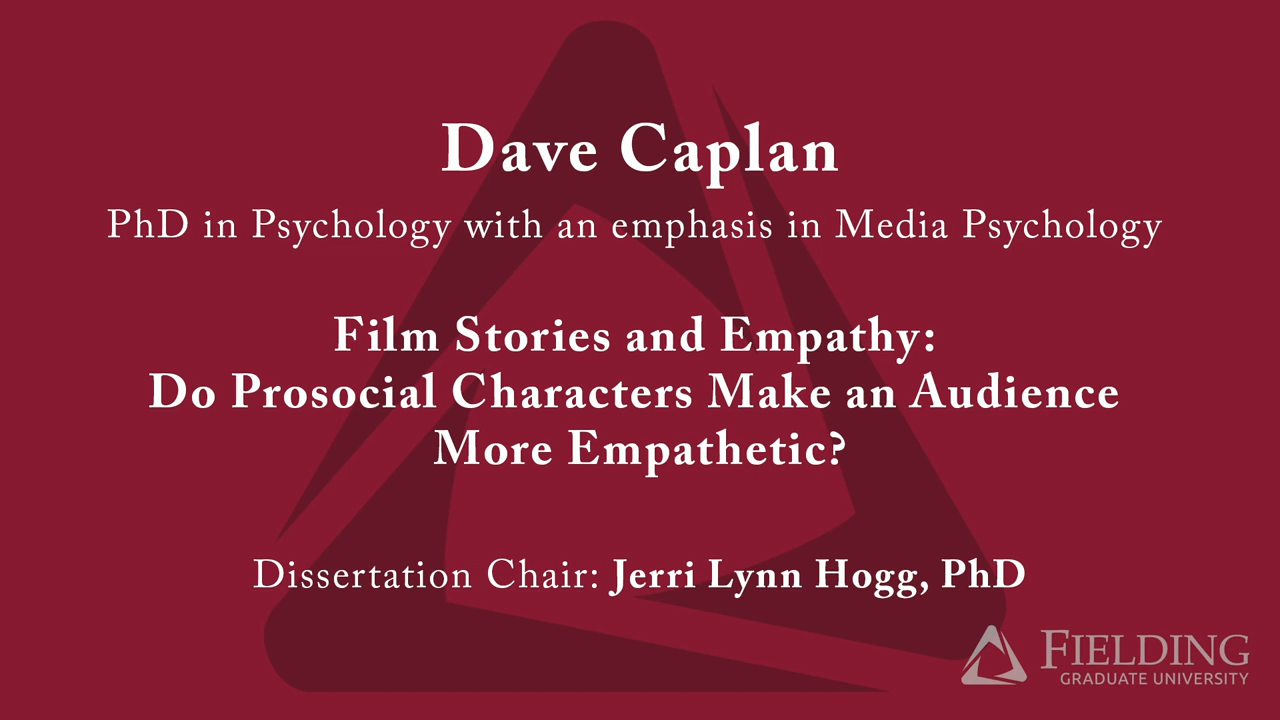 Dave Caplan
PhD in Psychology with an emphasis in Media Psychology
Film Stories and Empathy:
Do Prosocial Characters Make an Audience
More Empathetic?
Dissertation Chair: Jerri Lynn Hogg, PhD
FIELDING
GRADUATE UNIVERSITY